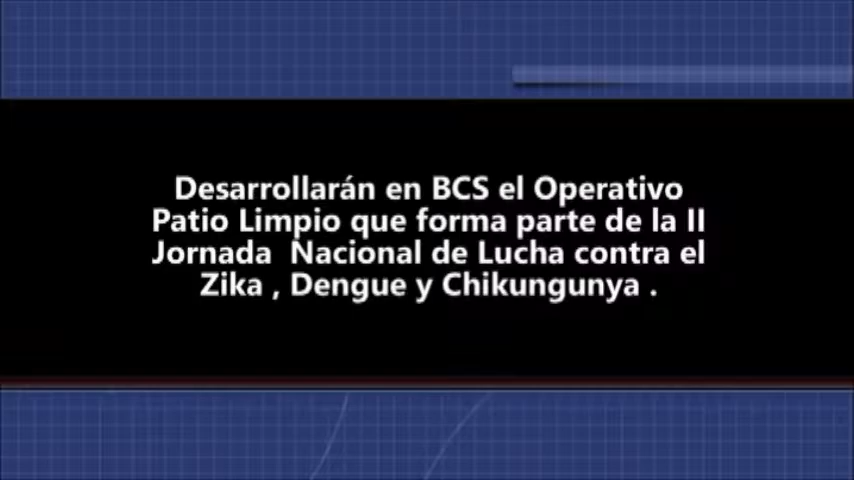 Desarrollarán en BCS el Operativo
Patio Limpio que forma parte de la II
Jornada  Nacional de Lucha contra el
Zika , Dengue y Chikungunya .